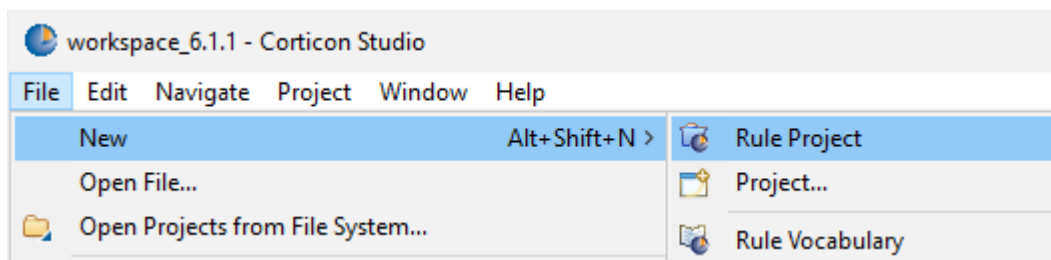 workspace_6.1.1 - Corticon Studio
File Edit Navigate Project Window Help
New Alt+Shift+N > Rule Project
Open File... Project...
Open Projects from File System... Rule Vocabulary